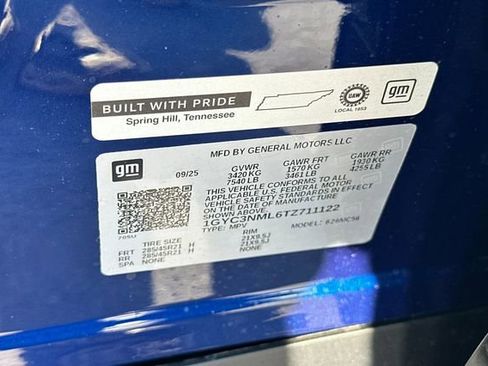 BUILT WITH PRIDE
Spring Hill, Tennessee
UAW
LOCAL 1853
gm
gm
09/25
MFD BY GENERAL MOTORS LLC
GVWR GAWR FRT GAWR RR
3420 KG 1570 KG 1930 KG
7540 LB 3461 LB 4255 LB
THIS VEHICLE CONFORMS TO ALL
APPLICABLE U.S. FEDERAL MOTOR
VEHICLE SAFETY STANDARDS IN EFFECT
ON THE DATE OF MANUFACTURE
SHOWN ABOVE.
1GYC3NML6TZ711122
TYPE: MPV MODEL:
TIRE SIZE RIM
FRT 285/45R21 H 21X9.5J
RR 285/45R21 H 21X9.5J
SPA NONE NONE